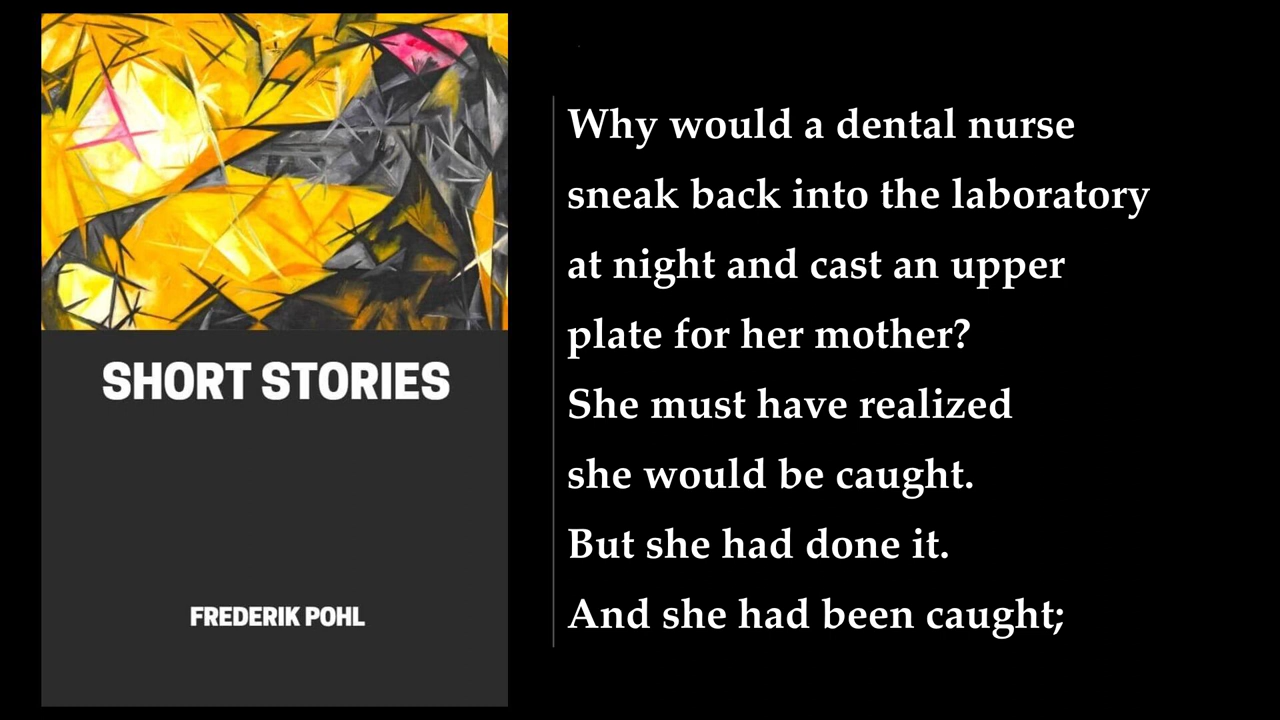 SHORT STORIES
FREDERIK POHL
Why would a dental nurse
sneak back into the laboratory
at night and cast an upper
plate for her mother?
She must have realized
she would be caught.
But she had done it.
And she had been caught;